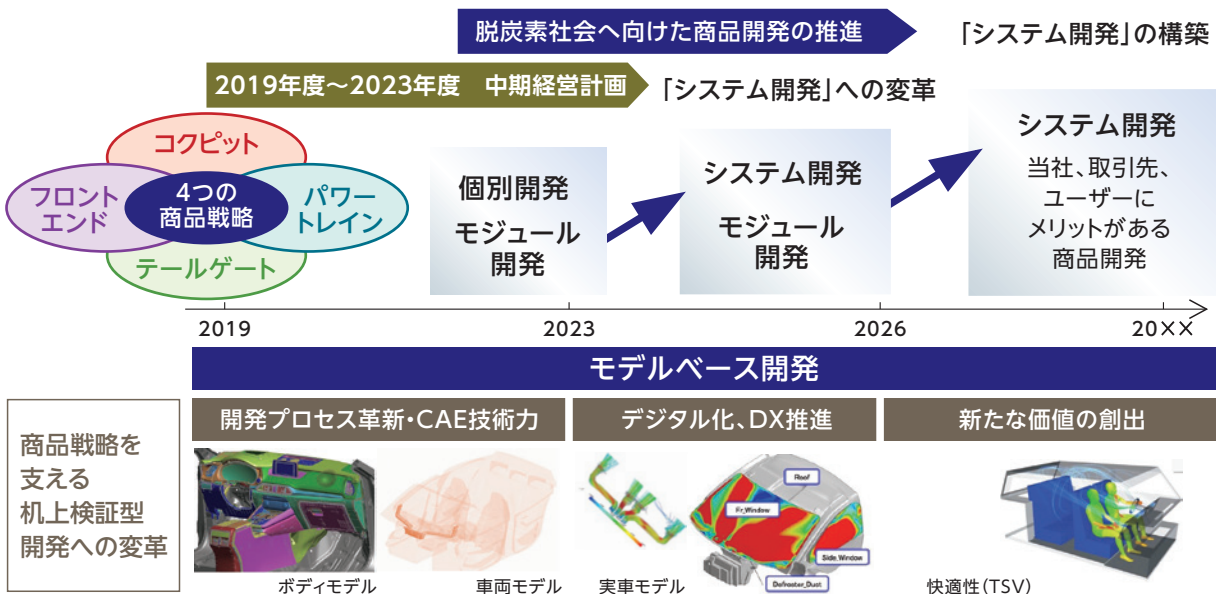 脱炭素社会へ向けた商品開発の推進
「システム開発」の構築
2019年度～2023年度　中期経営計画
「システム開発」への変革
コクピット
フロント
エンド
4つの
商品戦略
パワー
トレイン
テールゲート
個別開発
モジュール
開発
システム開発
モジュール
開発
システム開発
当社、取引先、
ユーザーに
メリットがある
商品開発
2019
2023
2026
20××
モデルベース開発
商品戦略を
支える
机上検証型
開発への変革
開発プロセス革新・CAE技術力
デジタル化、DX推進
新たな価値の創出
Roof
Fr_Window
Side_Window
Defroster_Duct
ボディモデル
車両モデル
実車モデル
快適性(TSV)